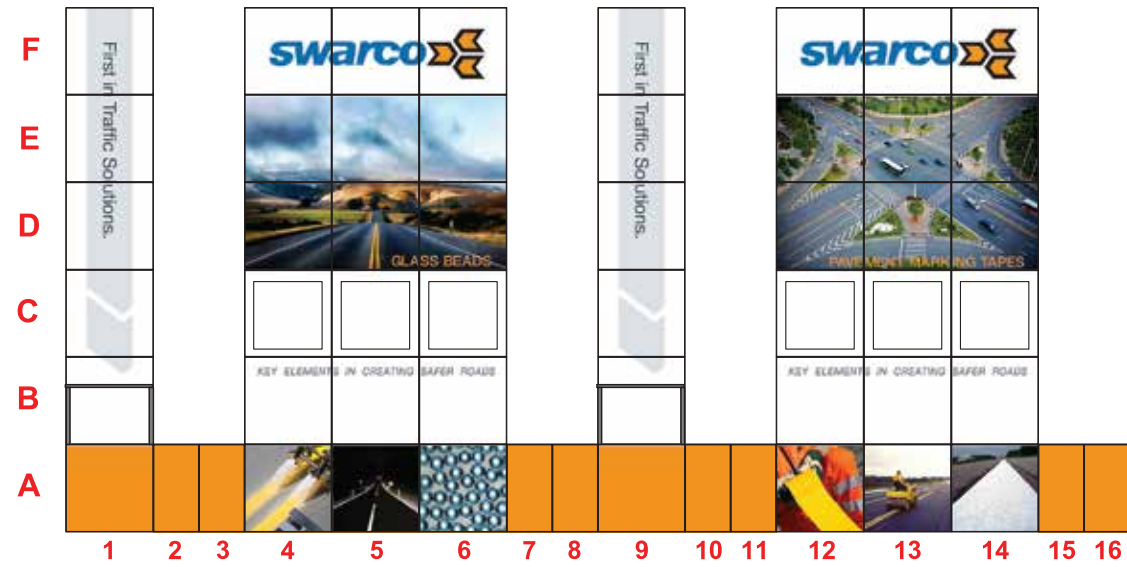 F
E
D
C
B
A
First in Traffic Solutions.
swarco
GLASS BEADS
KEY ELEMENTS IN CREATING SAFER ROADS
First in Traffic Solutions.
swarco
PAVEMENT MARKING TAPES
KEY ELEMENTS IN CREATING SAFER ROADS
1 2 3 4 5 6 7 8 9 10 11 12 13 14 15 16